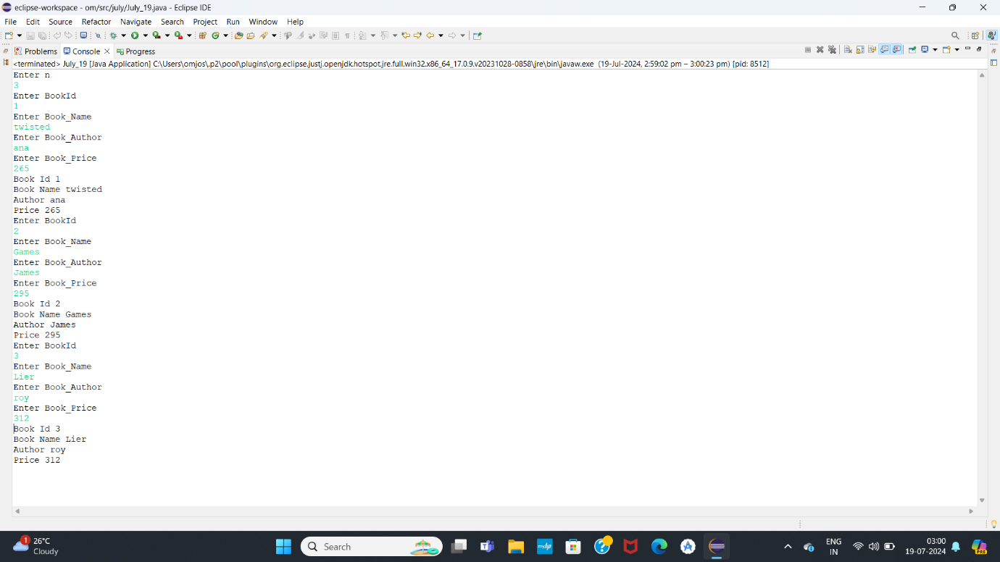 eclipse-workspace - om/src/july/July_19.java - Eclipse IDE
File Edit Source Refactor Navigate Search Project Run Window Help
Problems Console Progress
<terminated> July_19 [Java Application] C:\Users\omjos\.p2\pool\plugins\org.eclipse.justj.openjdk.hotspot.jre.full.win32.x86_64_17.0.9.v20231028-0858\jre\bin\javaw.exe (19-Jul-2024, 2:59:02 pm – 3:00:23 pm) [pid: 8512]
Enter n
3
Enter BookId
1
Enter Book_Name
twisted
Enter Book_Author
ana
Enter Book_Price
265
Book Id 1
Book Name twisted
Author ana
Price 265
Enter BookId
2
Enter Book_Name
Games
Enter Book_Author
James
Enter Book_Price
295
Book Id 2
Book Name Games
Author James
Price 295
Enter BookId
3
Enter Book_Name
Lier
Enter Book_Author
roy
Enter Book_Price
312
Book Id 3
Book Name Lier
Author roy
Price 312
1 26°C
Cloudy
Search
myhp
ENG
IN
03:00
19-07-2024
PRE